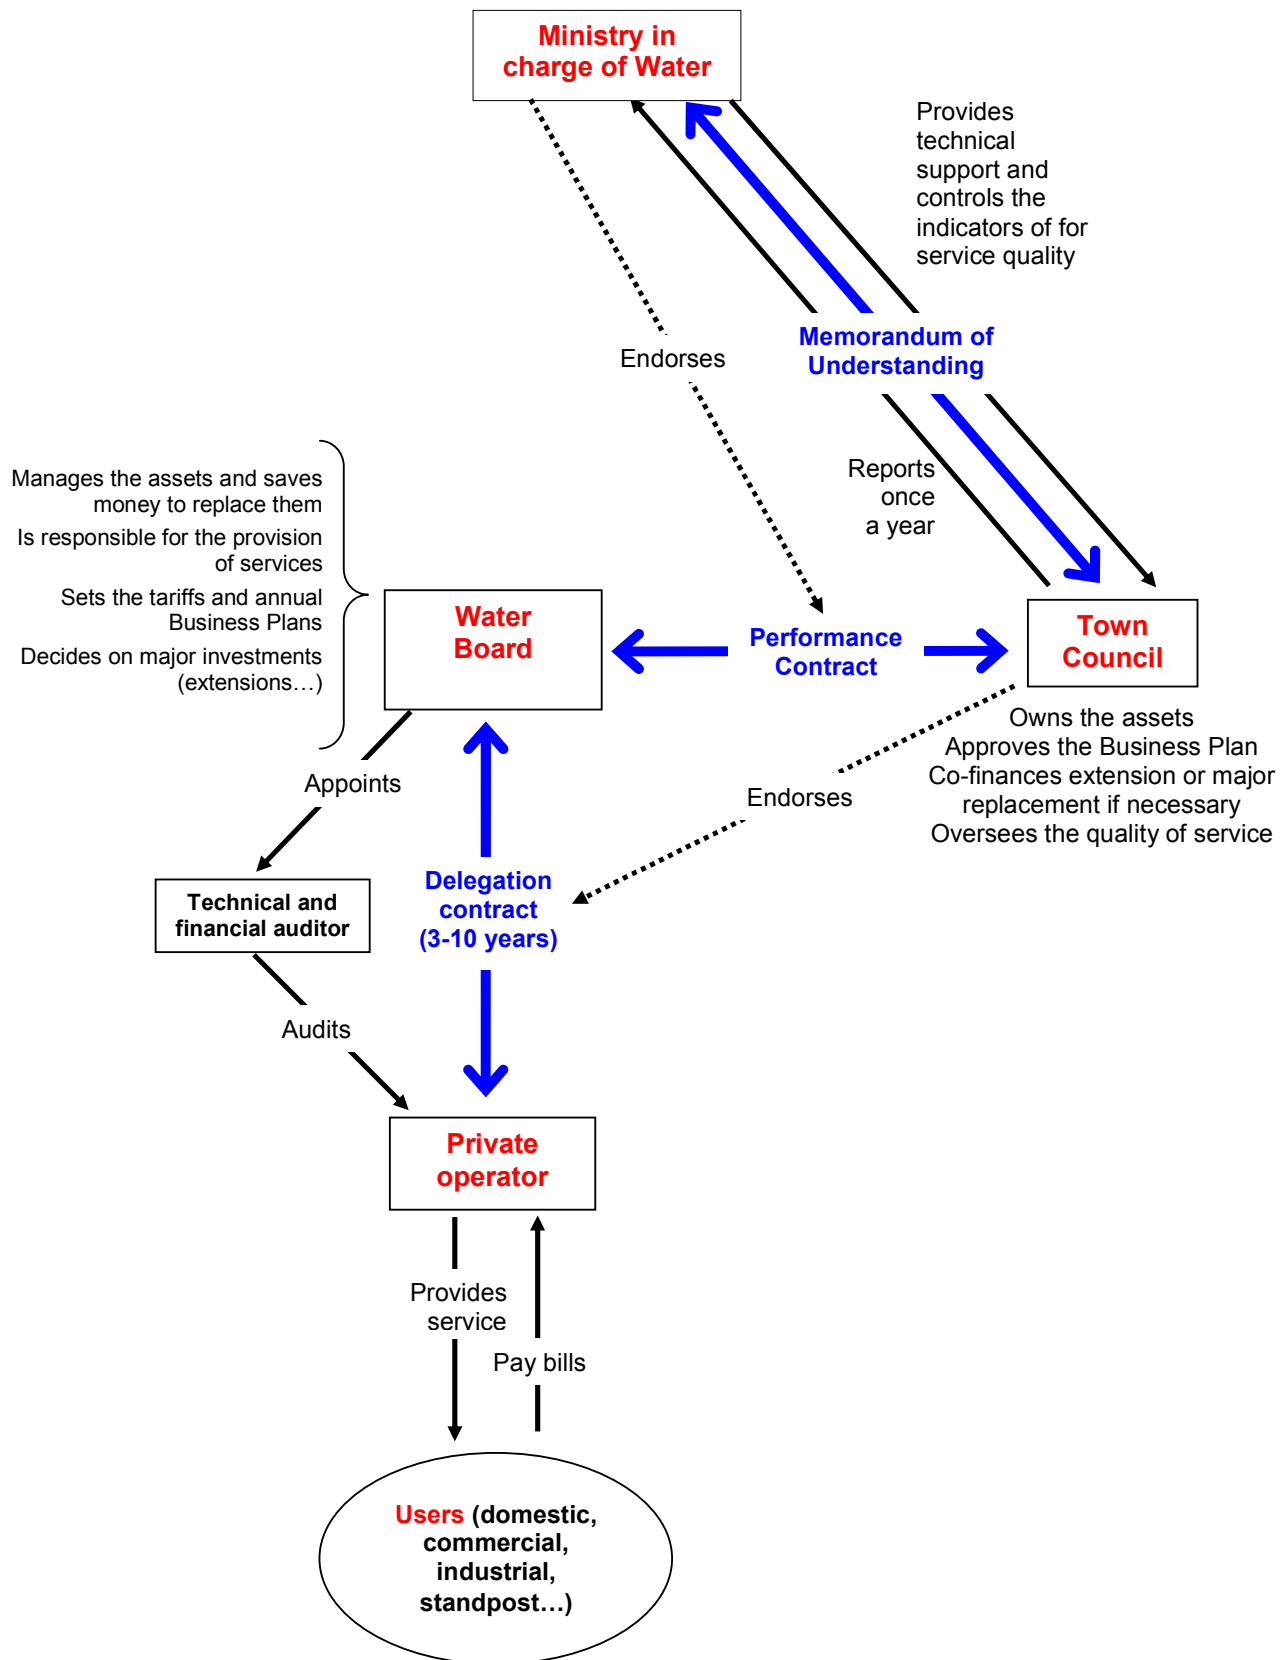 Ministry in
charge of Water
Provides
technical
support and
controls the
indicators of for
service quality
Memorandum of
Understanding
Endorses
Reports
once
a year
Manages the assets and saves
money to replace them
Is responsible for the provision
of services
Sets the tariffs and annual
Business Plans
Decides on major investments
(extensions…)
Water
Board
Performance
Contract
Town
Council
Owns the assets
Approves the Business Plan
Co-finances extension or major
replacement if necessary
Oversees the quality of service
Appoints
Endorses
Technical and
financial auditor
Delegation
contract
(3-10 years)
Audits
Private
operator
Provides
service
Pay bills
Users (domestic,
commercial,
industrial,
standpost…)